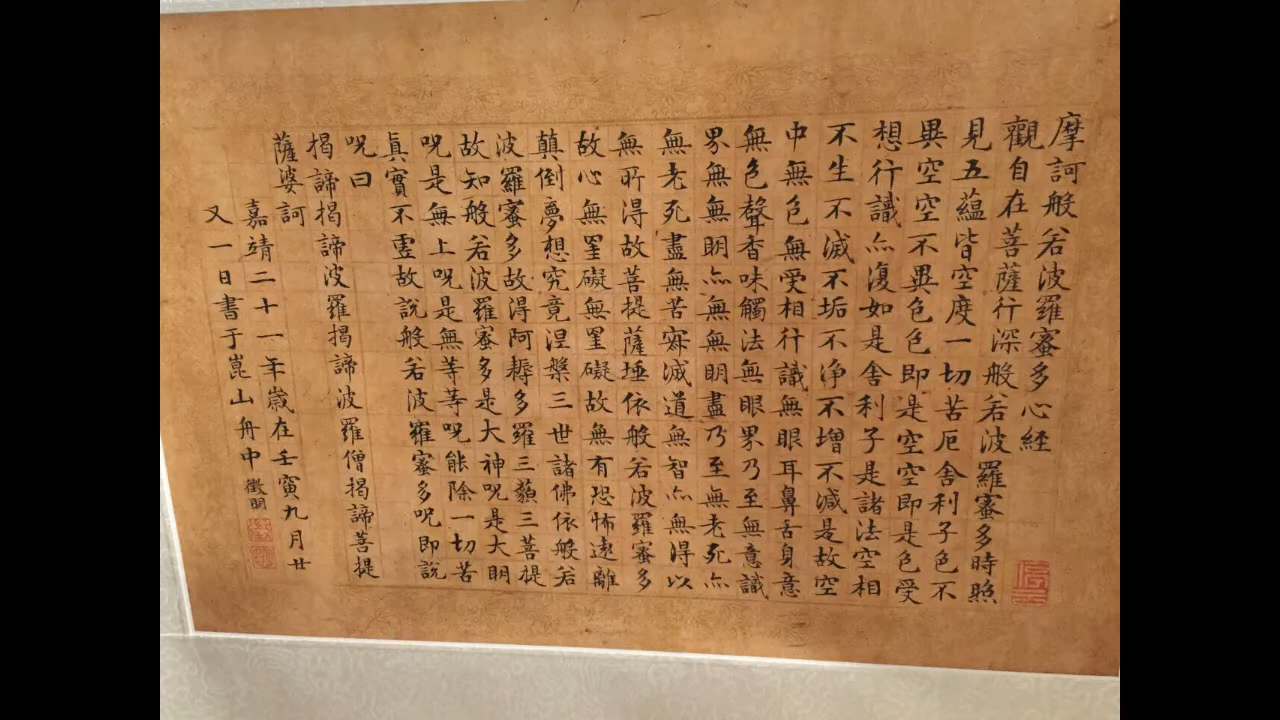 摩訶般若波羅蜜多心經
觀自在菩薩行深般若波羅蜜多時照
見五蘊皆空度一切苦厄舍利子色不
異空空不異色色即是空空即是色受
想行識亦復如是舍利子是諸法空相
不生不滅不垢不淨不增不減是故空
中無色無受相行識無眼耳鼻舌身意
無色聲香味觸法無眼界乃至無意識
界無無明亦無無明盡乃至無老死亦
無老死盡無苦寂滅道無智亦無得以
無所得故菩提薩埵依般若波羅蜜多
故心無罣礙無罣礙故無有恐怖遠離
顛倒夢想究竟涅槃三世諸佛依般若
波羅蜜多故得阿耨多羅三藐三菩提
故知般若波羅蜜多是大神呪是大明
呪是無上呪是無等等呪能除一切苦
真實不虛故說般若波羅蜜多呪即說
呪曰
揭諦揭諦波羅揭諦波羅僧揭諦菩提
薩婆訶
嘉靖二十一年歲在壬寅九月廿
又一日書于崑山舟中徵明